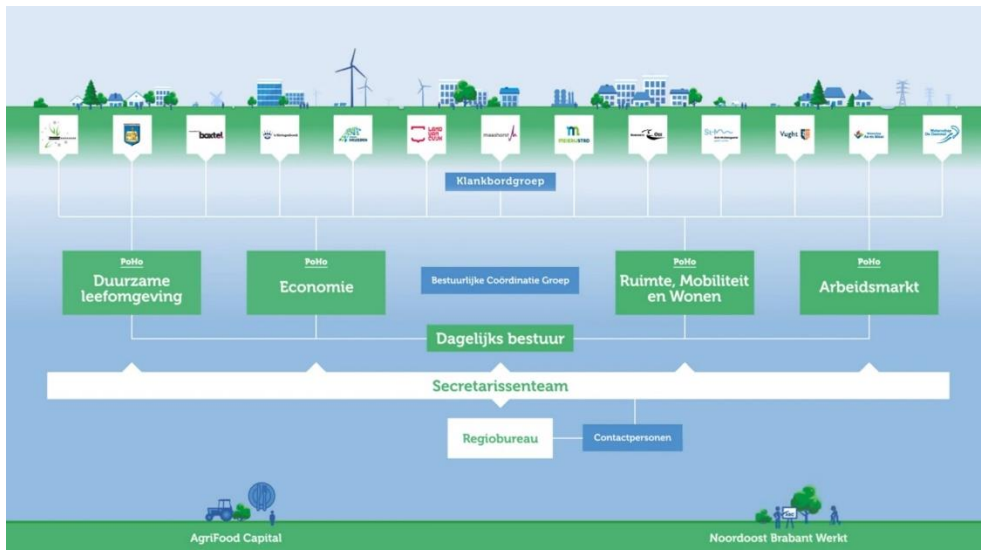 boxtel
maashorst
MEIERIJSTAD
Vught
Klankbordgroep
PoHo
Duurzame
leefomgeving
PoHo
Economie
Bestuurlijke Coördinatie Groep
PoHo
Ruimte, Mobiliteit
en Wonen
PoHo
Arbeidsmarkt
Dagelijks bestuur
Secretarissenteam
Regiobureau
Contactpersonen
AgriFood Capital
Noordoost Brabant Werkt